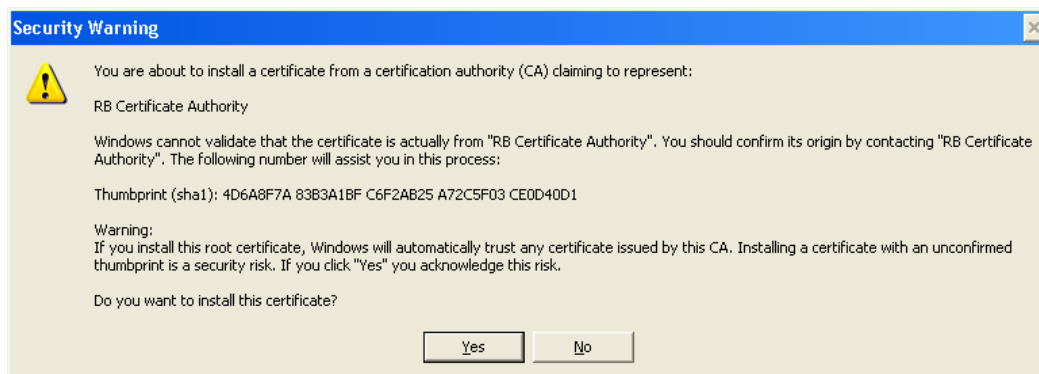 Security Warning
You are about to install a certificate from a certification authority (CA) claiming to represent:
RB Certificate Authority
Windows cannot validate that the certificate is actually from "RB Certificate Authority". You should confirm its origin by contacting "RB Certificate
Authority". The following number will assist you in this process:
Thumbprint (sha1): 4D6A8F7A 83B3A1BF C6F2AB25 A72C5F03 CE0D40D1
Warning:
If you install this root certificate, Windows will automatically trust any certificate issued by this CA. Installing a certificate with an unconfirmed
thumbprint is a security risk. If you click "Yes" you acknowledge this risk.
Do you want to install this certificate?
Yes No